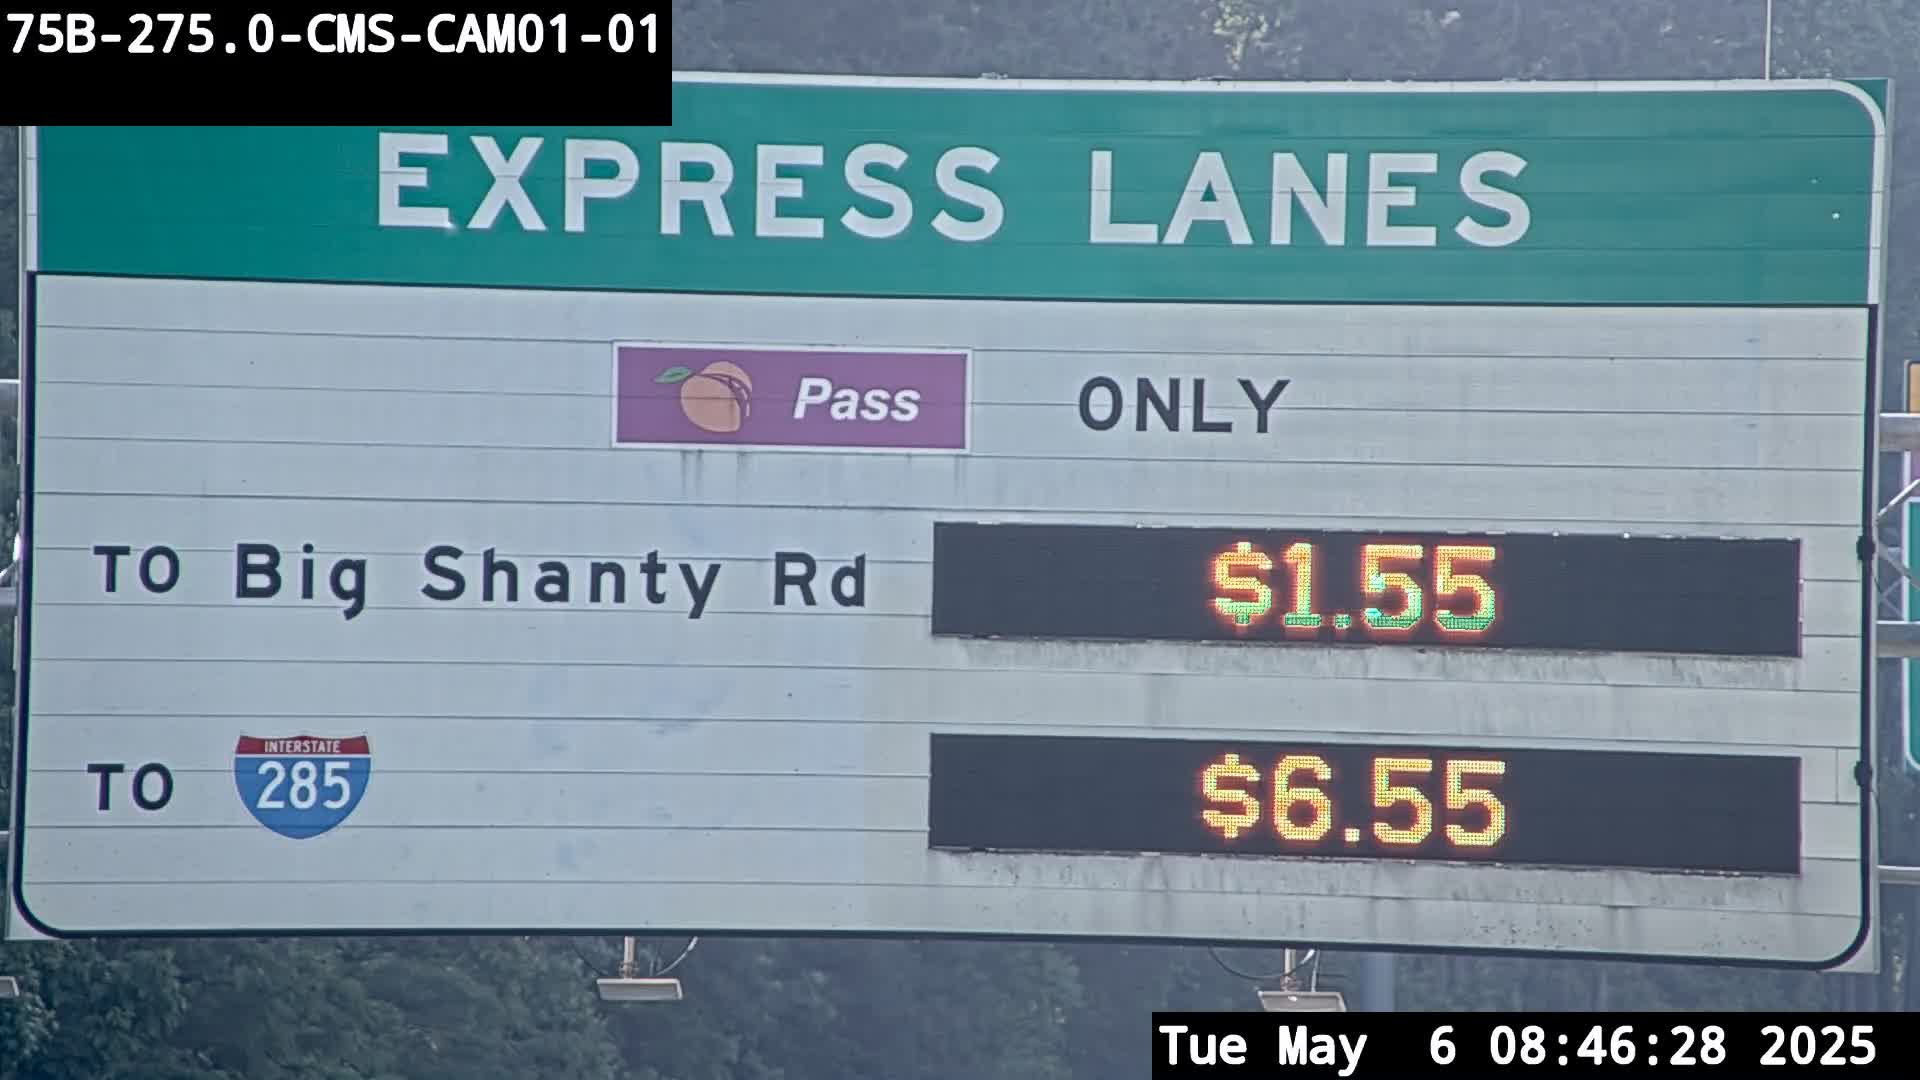 75B-275.0-CMS-CAM01-01
EXPRESS LANES
Pass ONLY
TO Big Shanty Rd $1.55
INTERSTATE
TO 285 $6.55
Tue May 6 08:46:28 2025